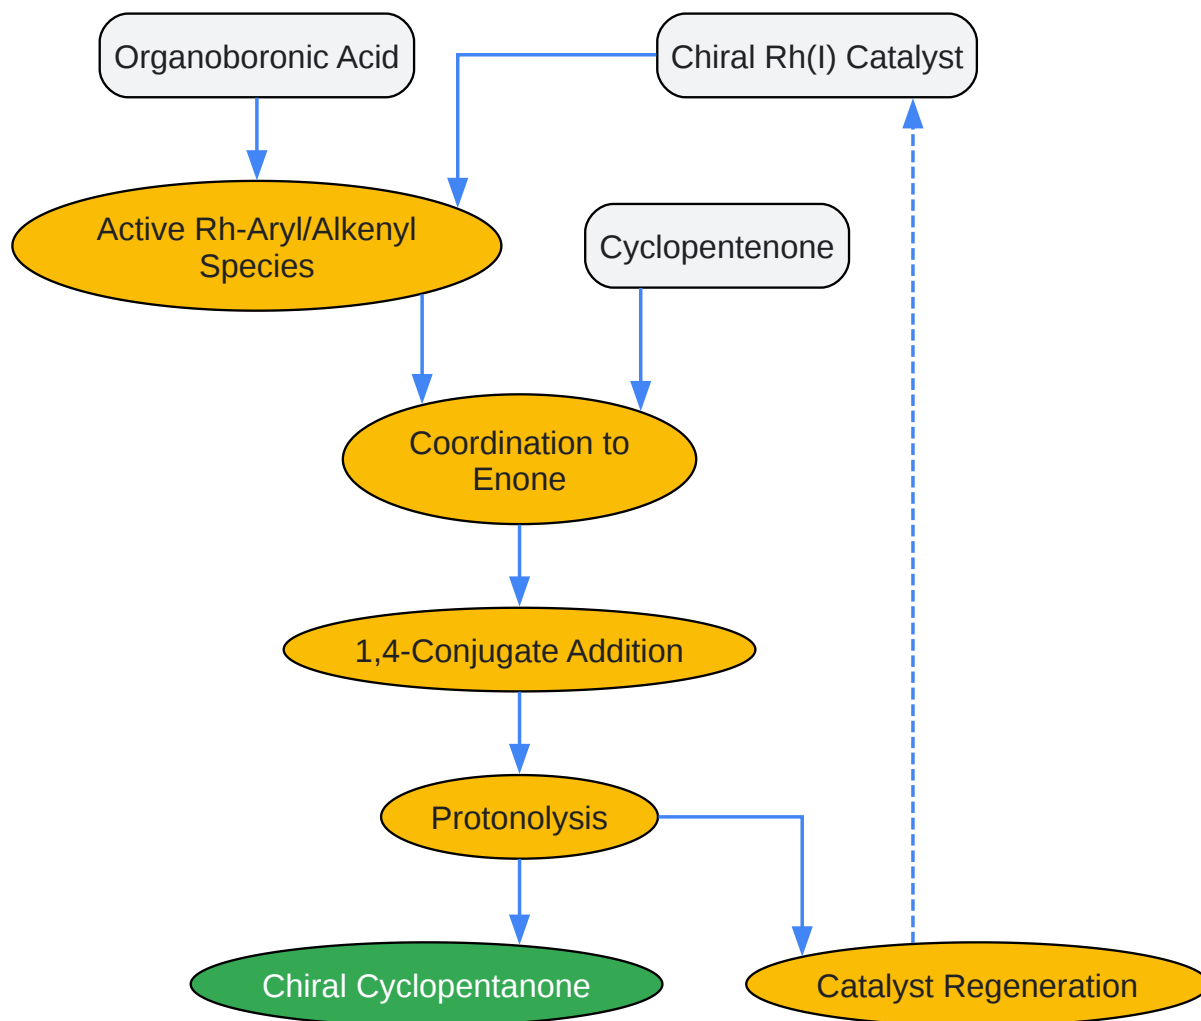 Organoboronic Acid
Chiral Rh(I) Catalyst
Active Rh-Aryl/Alkenyl
Species
Cyclopentenone
Coordination to
Enone
1,4-Conjugate Addition
Protonolysis
Chiral Cyclopentanone
Catalyst Regeneration